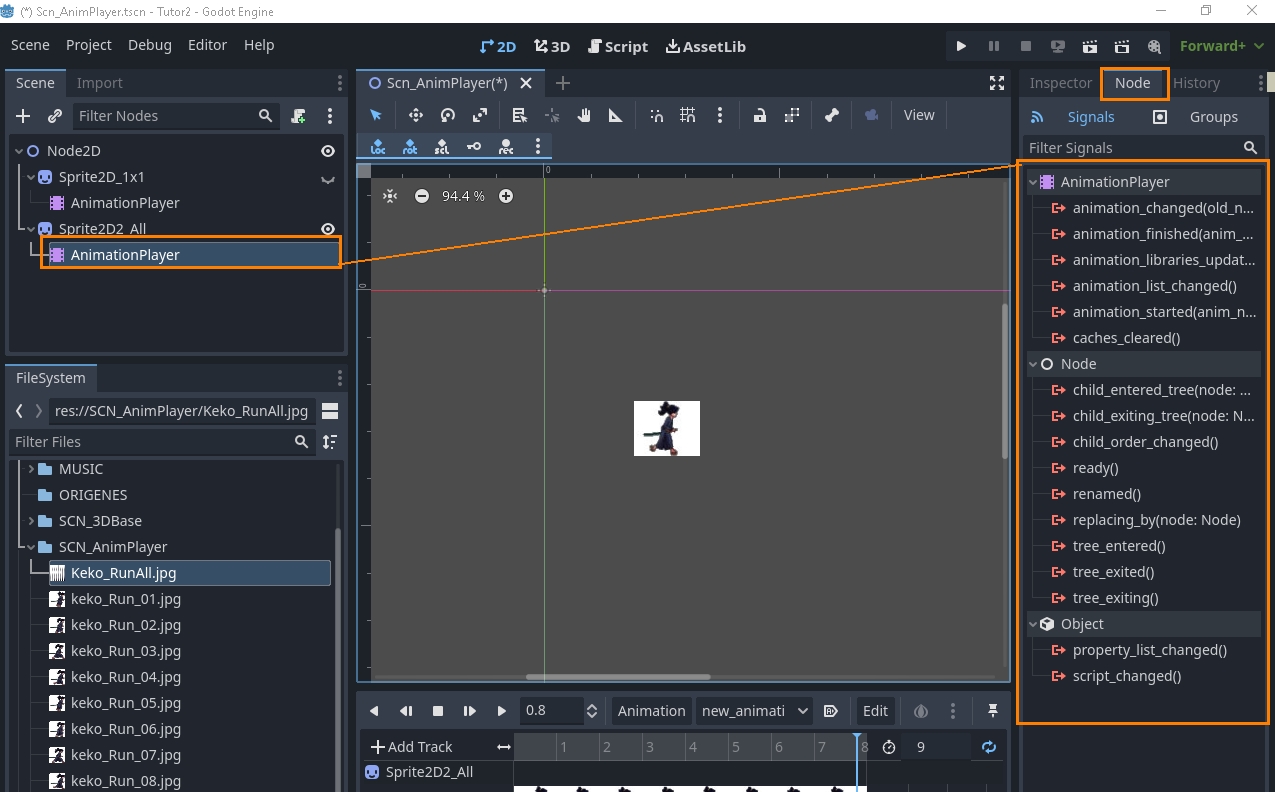 (*) Scn_AnimPlayer.tscn - Tutor2 - Godot Engine
Scene Project Debug Editor Help
2D 3D Script AssetLib
Forward+
Scene Import
Filter Nodes
Node2D
Sprite2D_1x1
AnimationPlayer
Sprite2D2_All
AnimationPlayer
FileSystem
res://SCN_AnimPlayer/Keko_RunAll.jpg
Filter Files
MUSIC
ORIGENES
SCN_3DBase
SCN_AnimPlayer
Keko_RunAll.jpg
keko_Run_01.jpg
keko_Run_02.jpg
keko_Run_03.jpg
keko_Run_04.jpg
keko_Run_05.jpg
keko_Run_06.jpg
keko_Run_07.jpg
keko_Run_08.jpg
Scn_AnimPlayer(*)
View
loc rot scl rec
0
94.4 %
0
0.8 Animation new_animati Edit
Add Track 1 2 3 4 5 6 7 8 9
Sprite2D2_All
Inspector Node History
Signals Groups
Filter Signals
AnimationPlayer
animation_changed(old_n...
animation_finished(anim_...
animation_libraries_updat...
animation_list_changed()
animation_started(anim_n...
caches_cleared()
Node
child_entered_tree(node: ...
child_exiting_tree(node: N...
child_order_changed()
ready()
renamed()
replacing_by(node: Node)
tree_entered()
tree_exited()
tree_exiting()
Object
property_list_changed()
script_changed()